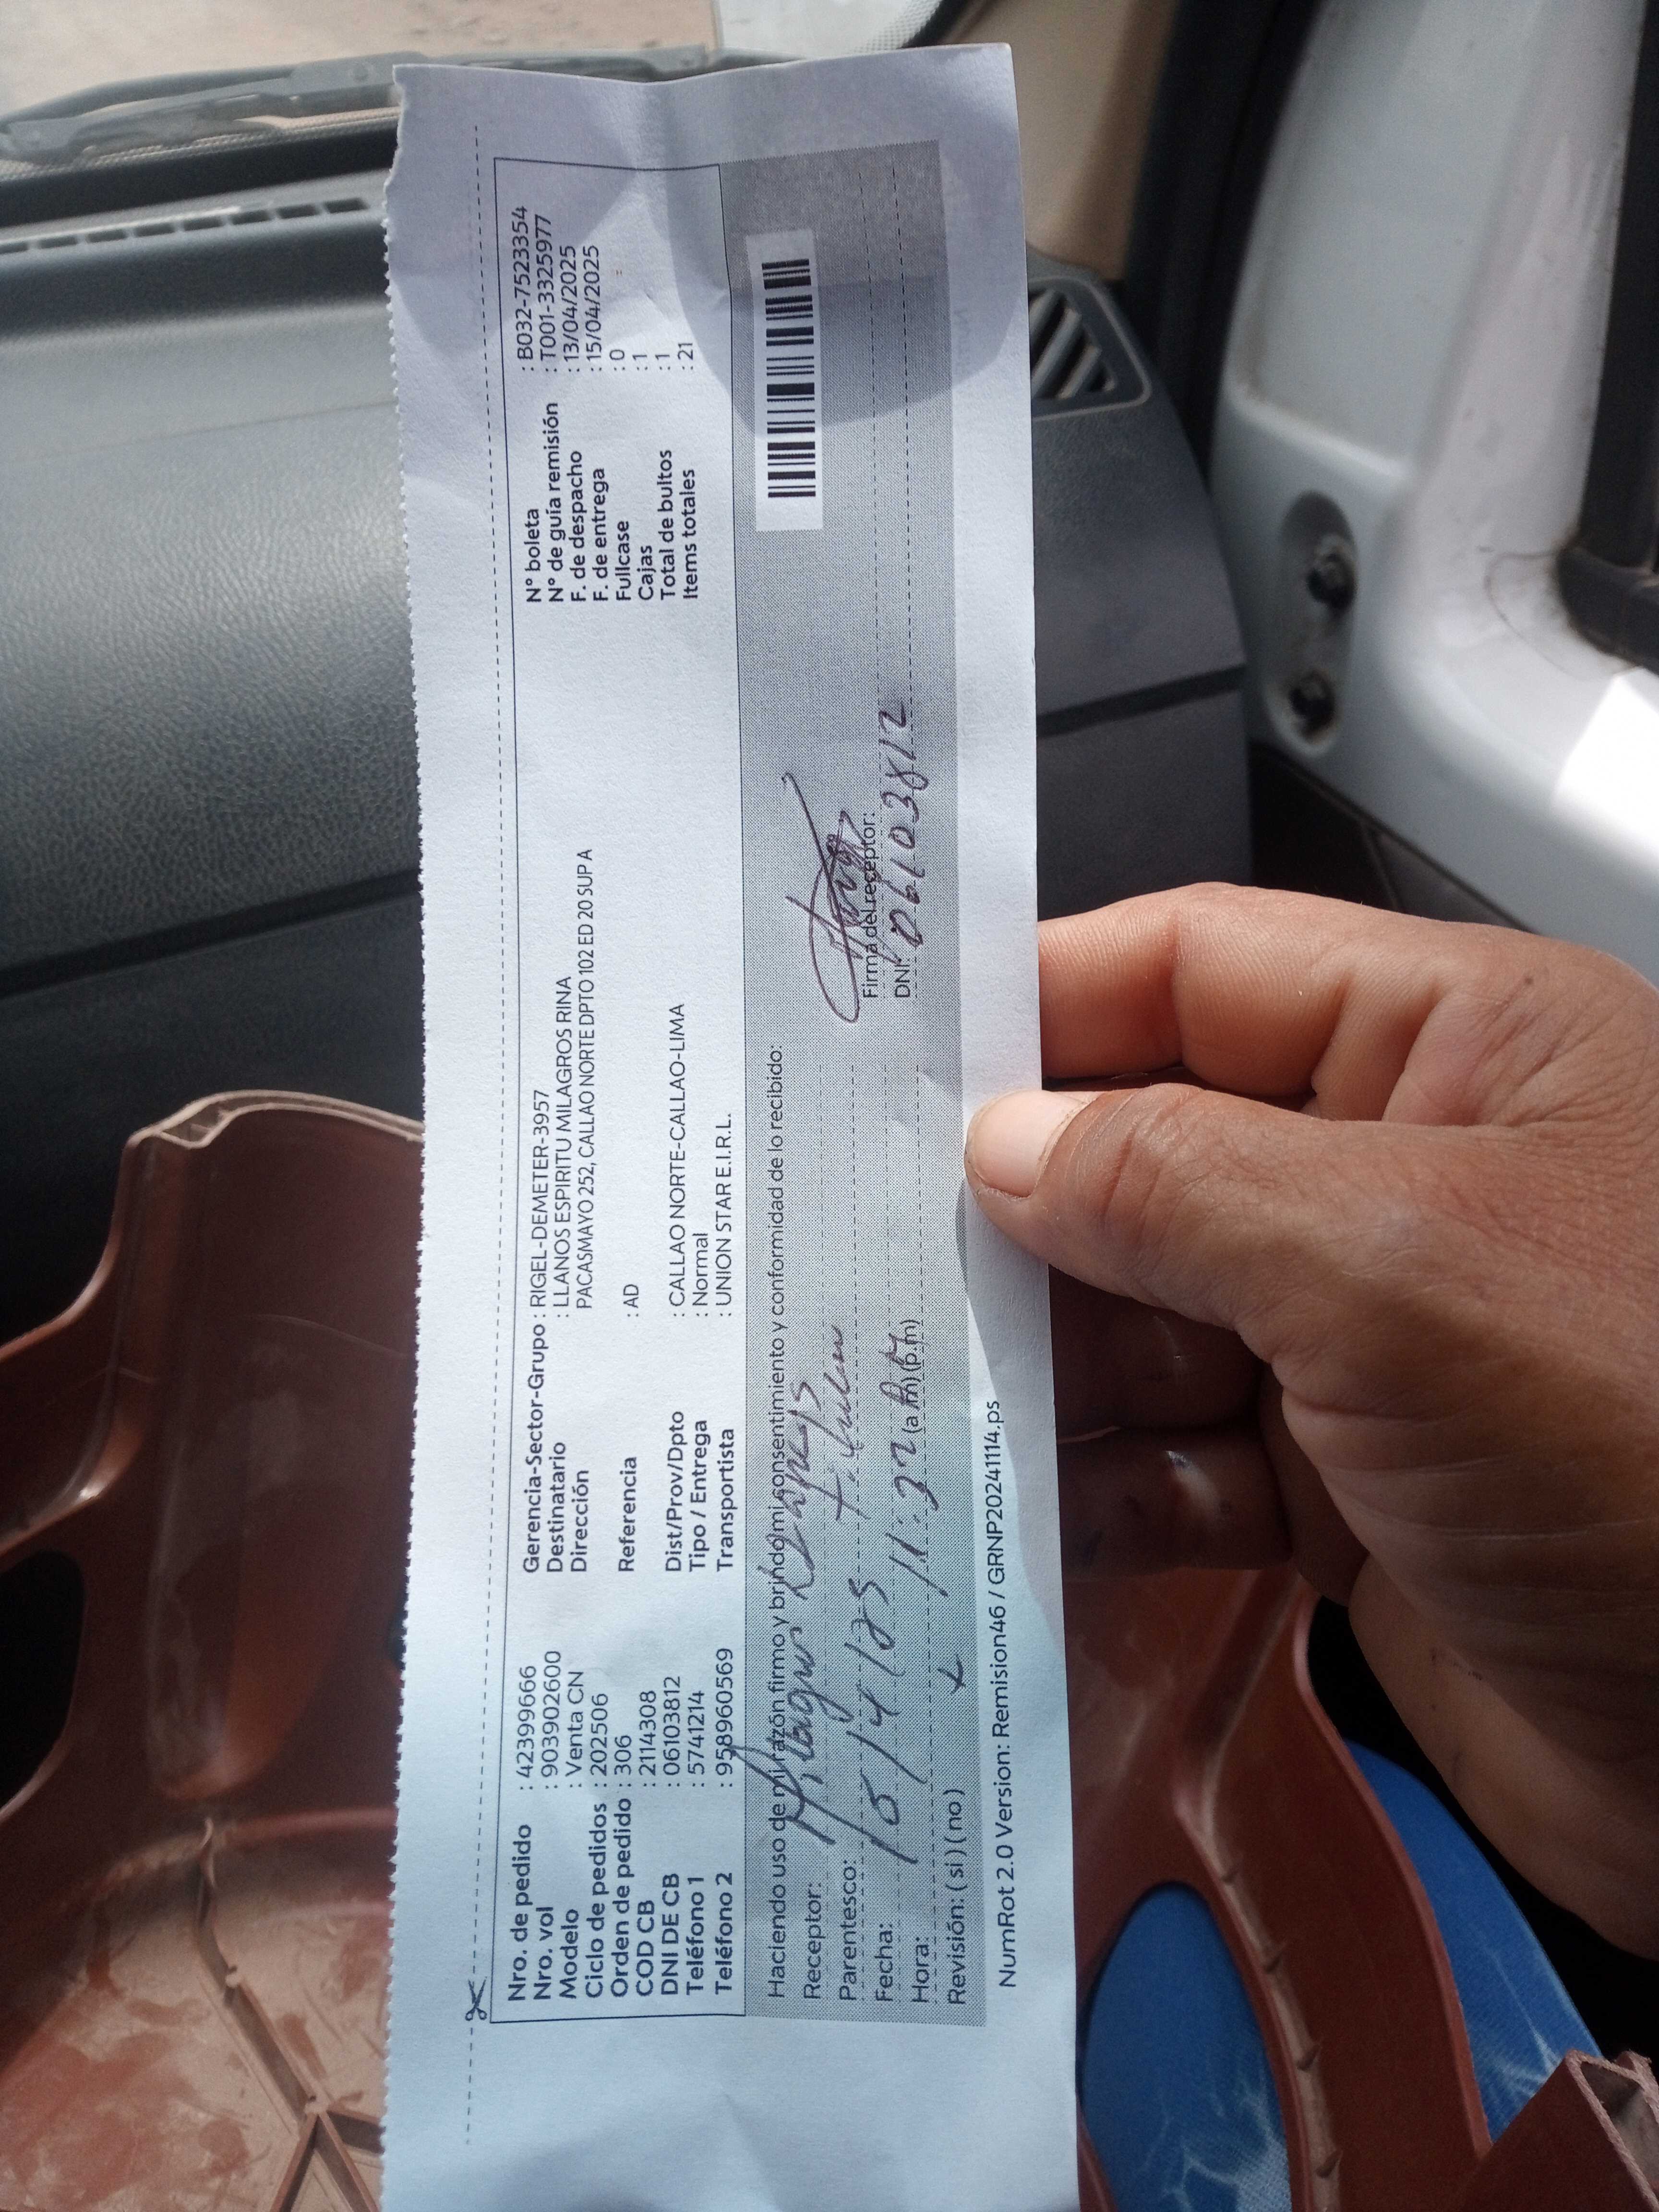 Nro. de pedido : 42399666
Nro. vol : 903902600
Modelo : Venta CN
Ciclo de pedidos : 202506
Orden de pedido : 306
COD CB : 2114308
DNI DE CB : 06103812
Teléfono 1 : 5741214
Teléfono 2 : 958960569
Gerencia-Sector-Grupo : RIGEL-DEMETER-3957
Destinatario : LLANOS ESPIRITU MILAGROS RINA
Dirección PACASMAYO 252, CALLAO NORTE DPTO 102 ED 20 SUP A
Referencia : AD
Dist/Prov/Dpto : CALLAO NORTE-CALLAO-LIMA
Tipo / Entrega : Normal
Transportista : UNION STAR E.I.R.L.
N° boleta : B032-7523354
N° de guía remisión : T001-3325977
F. de despacho : 13/04/2025
F. de entrega : 15/04/2025
Fullcase : 0
Cajas : 1
Total de bultos : 1
Items totales : 21
Haciendo uso de mi razón firmo y brindo mi consentimiento y conformidad de lo recibido:
Receptor: Milagros Llanos
Parentesco:
Fecha: 15/4/25
Hora: 11:32 (a.m) (p.m)
Revisión: ( si ) ( no )
Firma del receptor:
DNI: 06103812
NumRot 2.0 Version: Remision46 / GRNP20241114.ps